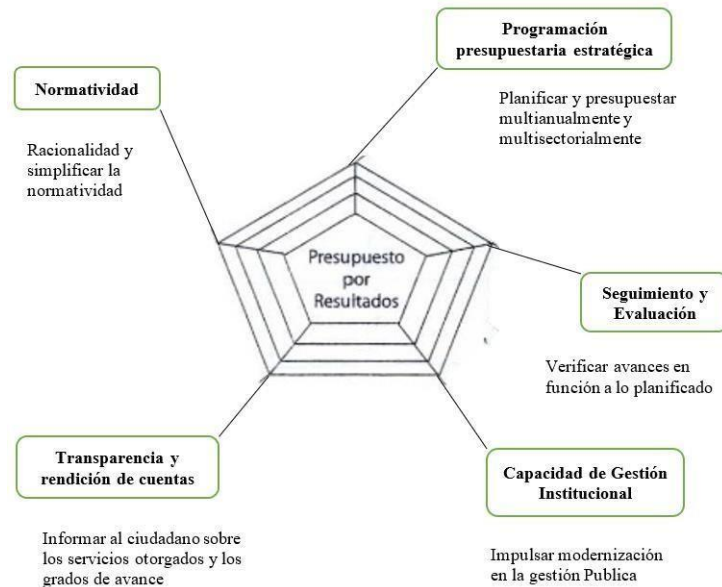 Programación
presupuestaria estratégica
Planificar y presupuestar
multianualmente y
multisectorialmente
Normatividad
Racionalidad y
simplificar la
normatividad
Presupuesto
por
Resultados
Seguimiento y
Evaluación
Verificar avances en
función a lo planificado
Transparencia y
rendición de cuentas
Informar al ciudadano sobre
los servicios otorgados y los
grados de avance
Capacidad de Gestión
Institucional
Impulsar modernización
en la gestión Publica